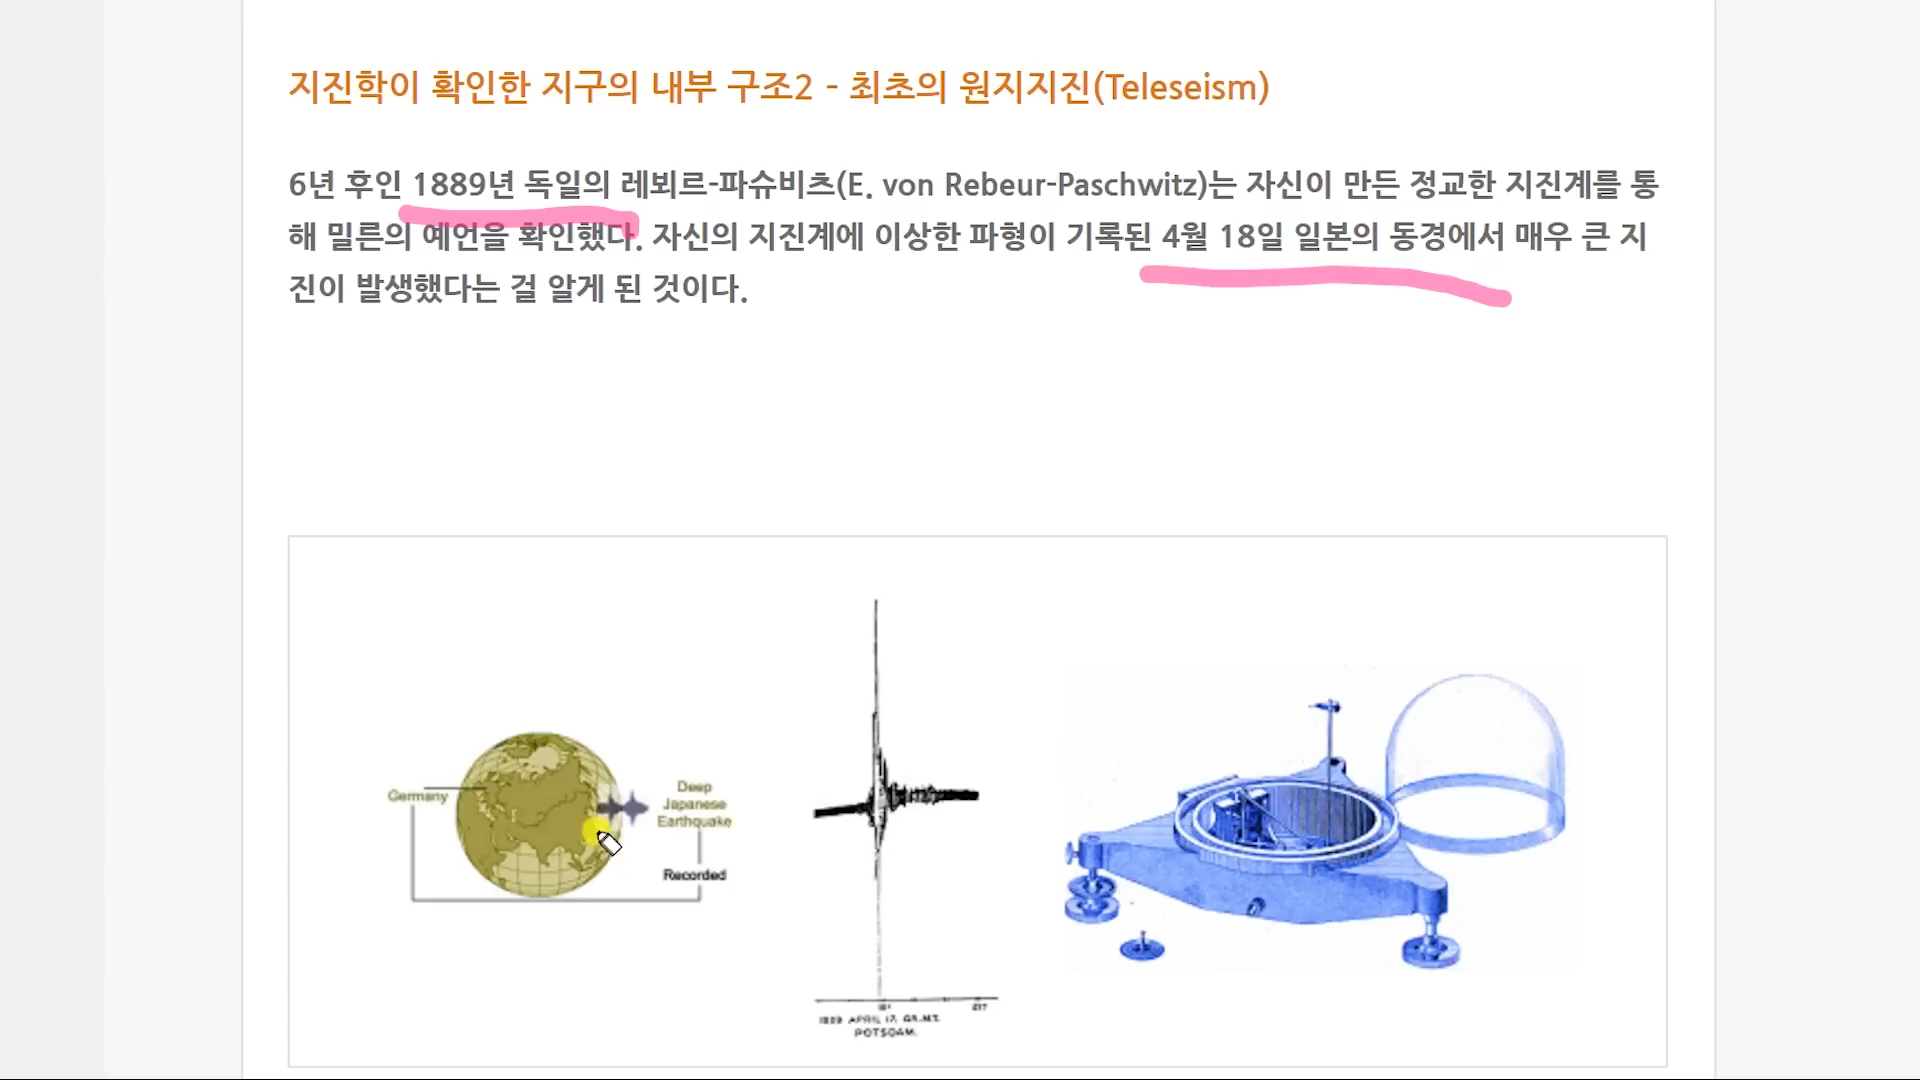 지진학이 확인한 지구의 내부 구조2 - 최초의 원지지진(Teleseism)
6년 후인 1889년 독일의 레뵈르-파슈비츠(E. von Rebeur-Paschwitz)는 자신이 만든 정교한 지진계를 통
해 밀른의 예언을 확인했다. 자신의 지진계에 이상한 파형이 기록된 4월 18일 일본의 동경에서 매우 큰 지
진이 발생했다는 걸 알게 된 것이다.
Germany
Deep
Japanese
Earthquake
Recorded
1889 APRIL 17, GR.M.T.
POTSDAM.